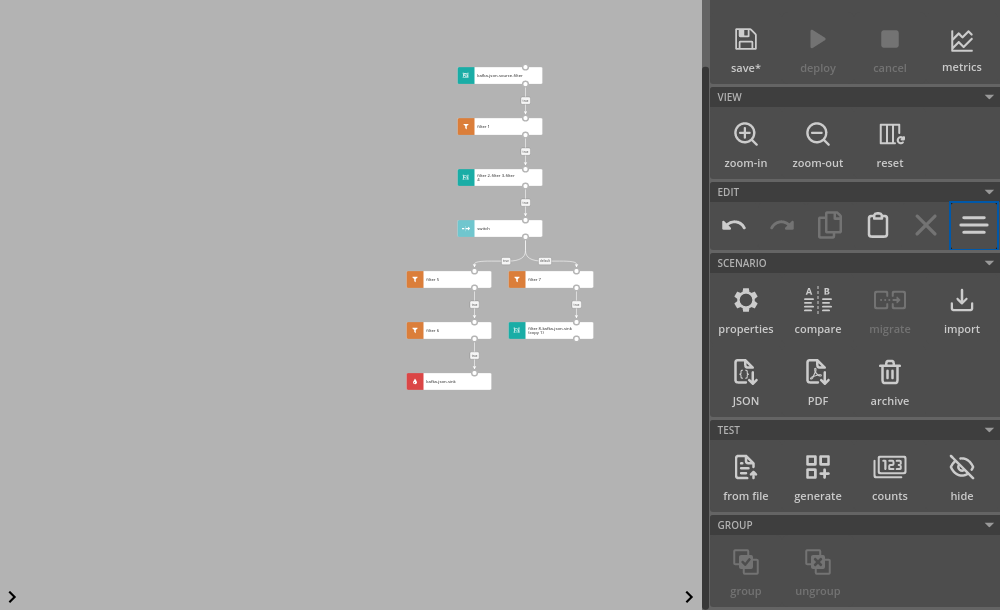 save*
deploy
cancel
metrics
VIEW
zoom-in
zoom-out
reset
EDIT
SCENARIO
properties
A B
compare
migrate
import
JSON
PDF
archive
TEST
from file
generate
123
counts
hide
GROUP
group
ungroup
kafka-json-source-filter
filter 1
filter 2, filter 3, filter
4
switch
filter 5
filter 7
filter 6
filter 8, kafka-json-sink
(copy 1)
kafka-json-sink